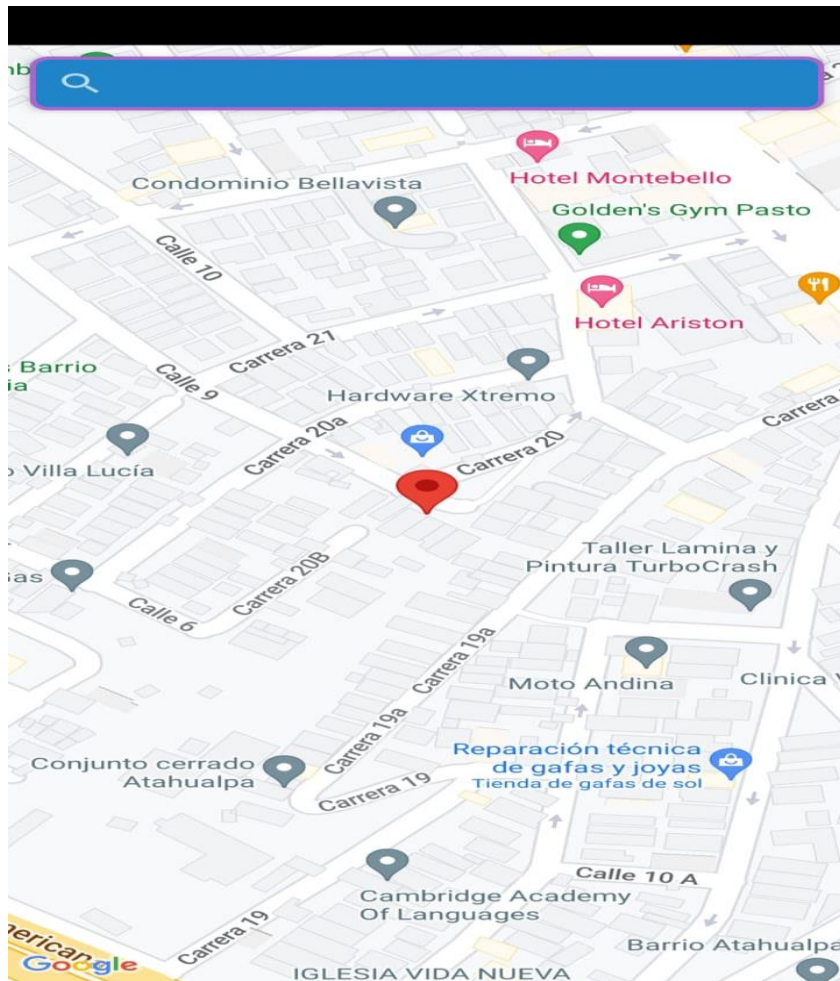 Hotel Montebello
Condominio Bellavista
Golden's Gym Pasto
Calle 10
Hotel Ariston
Carrera 21
Barrio
Calle 9
Hardware Xtremo
Carrera
Carrera 20a
Carrera 20
Villa Lucía
Taller Lamina y
Pintura TurboCrash
Carrera 20B
Calle 6
Carrera 19a
Moto Andina
Clinica
Carrera 19a
Reparación técnica
de gafas y joyas
Tienda de gafas de sol
Conjunto cerrado
Atahualpa
Carrera 19
Calle 10 A
Cambridge Academy
Of Languages
Carrera 19
Barrio Atahualpa
Google
IGLESIA VIDA NUEVA